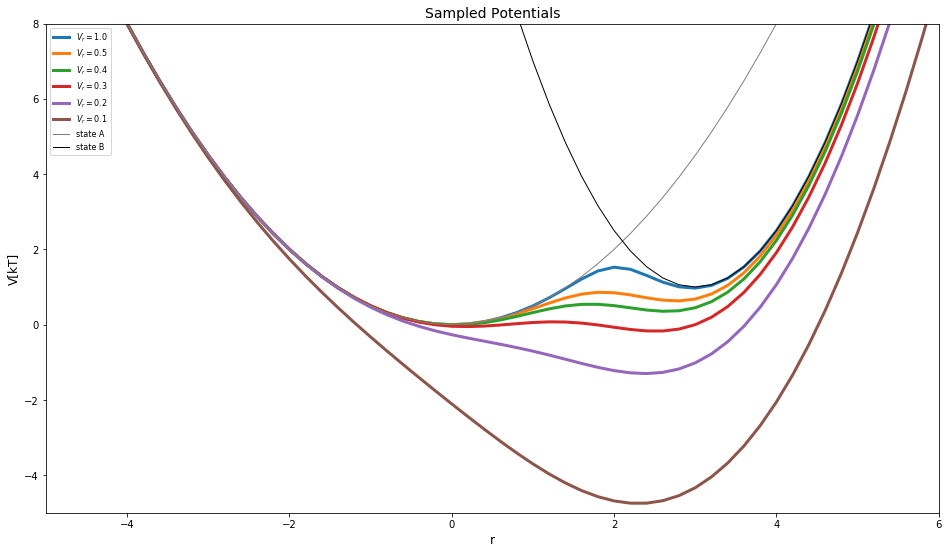 Sampled Potentials
8
6
4
2
0
−2
−4
V[kT]
V_r = 1.0
V_r = 0.5
V_r = 0.4
V_r = 0.3
V_r = 0.2
V_r = 0.1
state A
state B
−4
−2
0
2
4
6
r